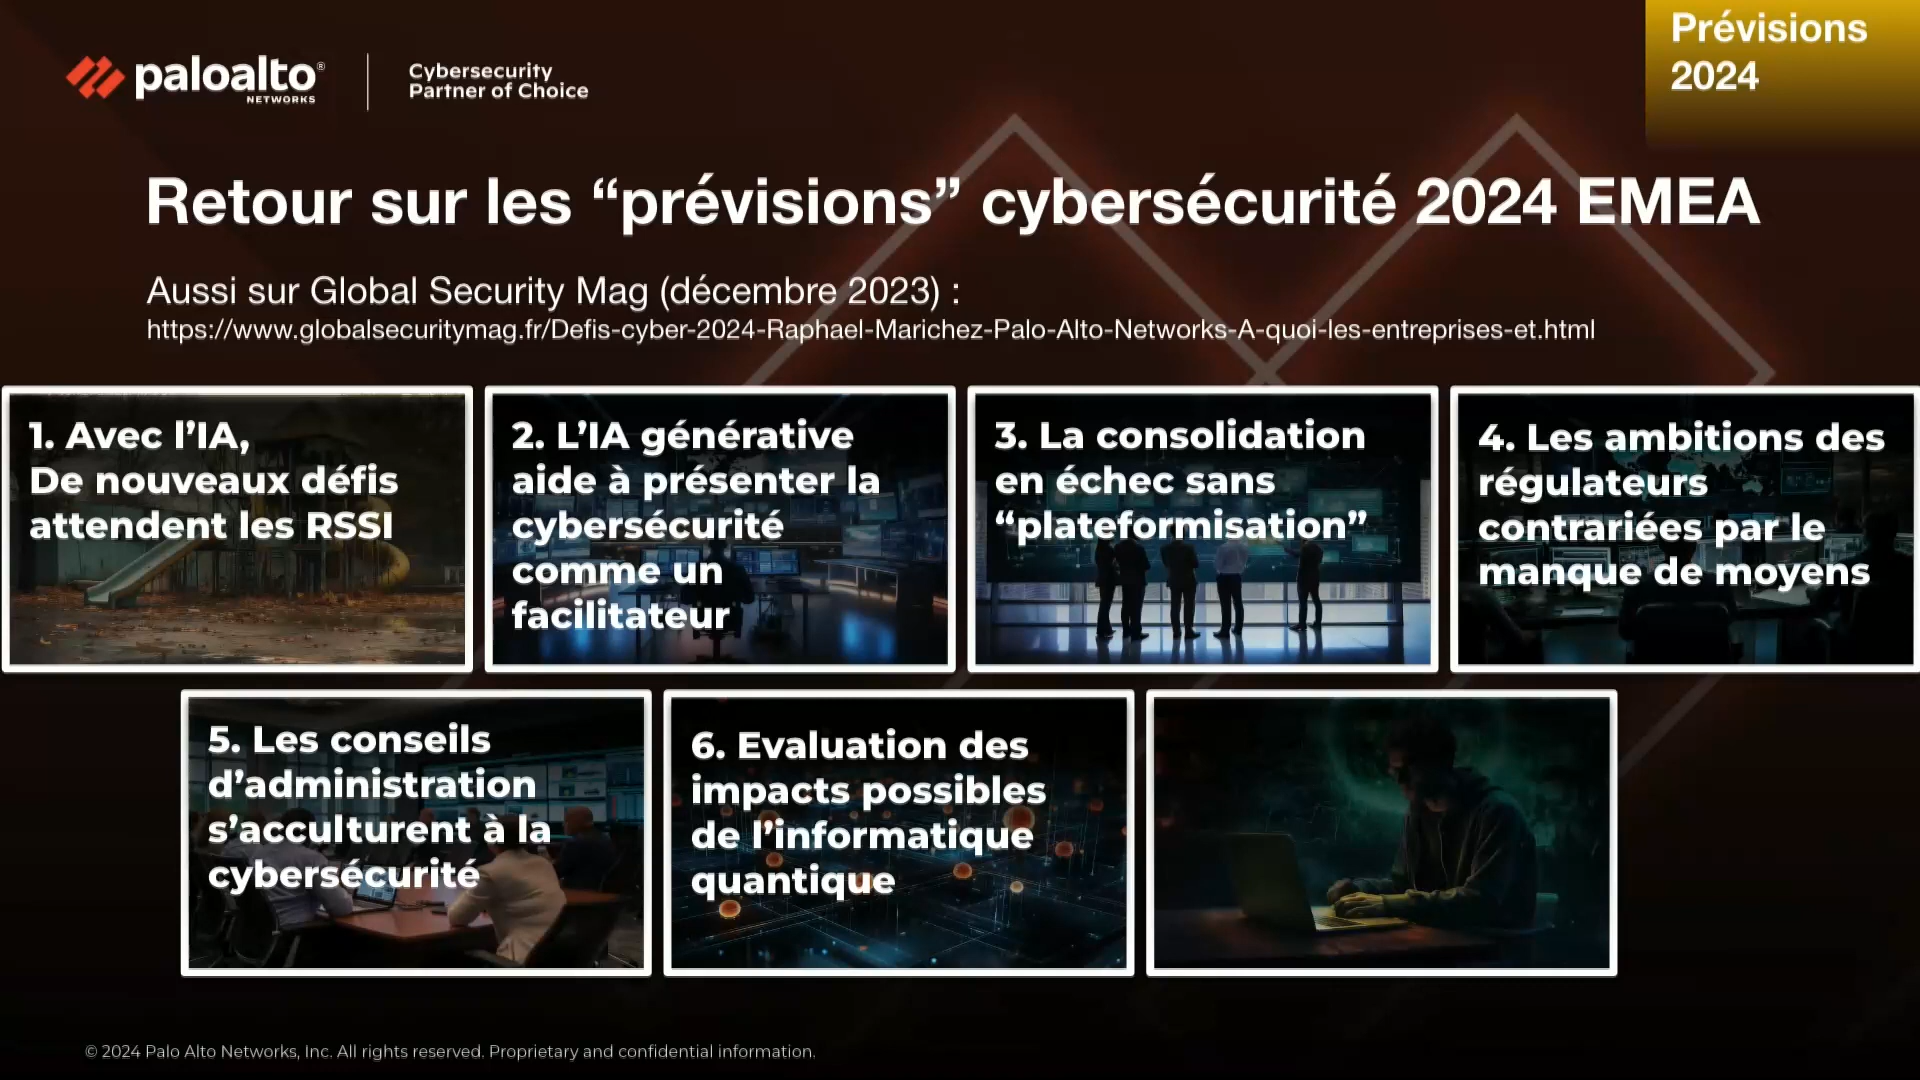 paloalto®
NETWORKS
Cybersecurity
Partner of Choice
Prévisions
2024
Retour sur les “prévisions” cybersécurité 2024 EMEA
Aussi sur Global Security Mag (décembre 2023) :
https://www.globalsecuritymag.fr/Defis-cyber-2024-Raphael-Marichez-Palo-Alto-Networks-A-quoi-les-entreprises-et.html
1. Avec l’IA,
De nouveaux défis
attendent les RSSI
2. L’IA générative
aide à présenter la
cybersécurité
comme un
facilitateur
3. La consolidation
en échec sans
“plateformisation”
4. Les ambitions des
régulateurs
contrariées par le
manque de moyens
5. Les conseils
d’administration
s’acculturent à la
cybersécurité
6. Evaluation des
impacts possibles
de l’informatique
quantique
© 2024 Palo Alto Networks, Inc. All rights reserved. Proprietary and confidential information.